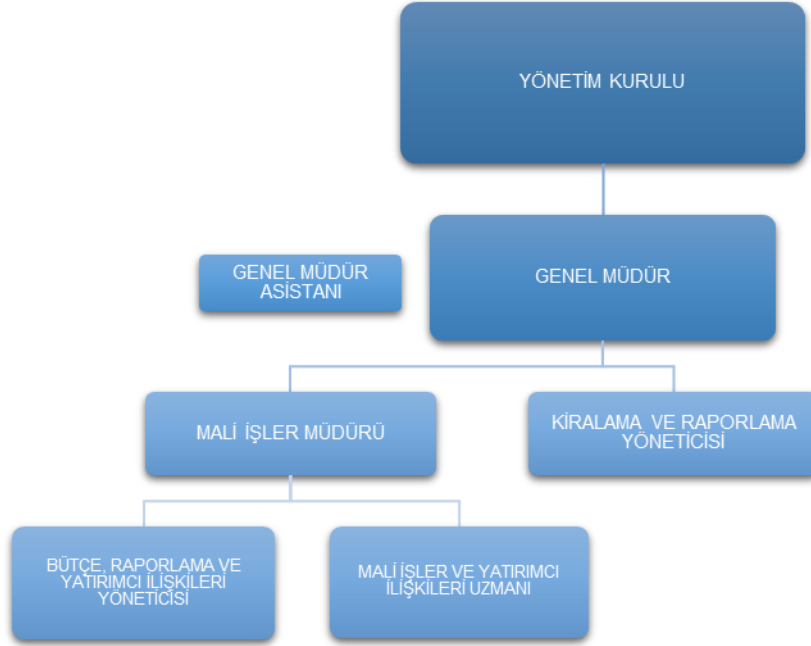 YÖNETİM KURULU
GENEL MÜDÜR
ASİSTANI
GENEL MÜDÜR
MALİ İŞLER MÜDÜRÜ
KİRALAMA VE RAPORLAMA
YÖNETİCİSİ
BÜTÇE, RAPORLAMA VE
YATIRIMCI İLİŞKİLERİ
YÖNETİCİSİ
MALİ İŞLER VE YATIRIMCI
İLİŞKİLERİ UZMANI